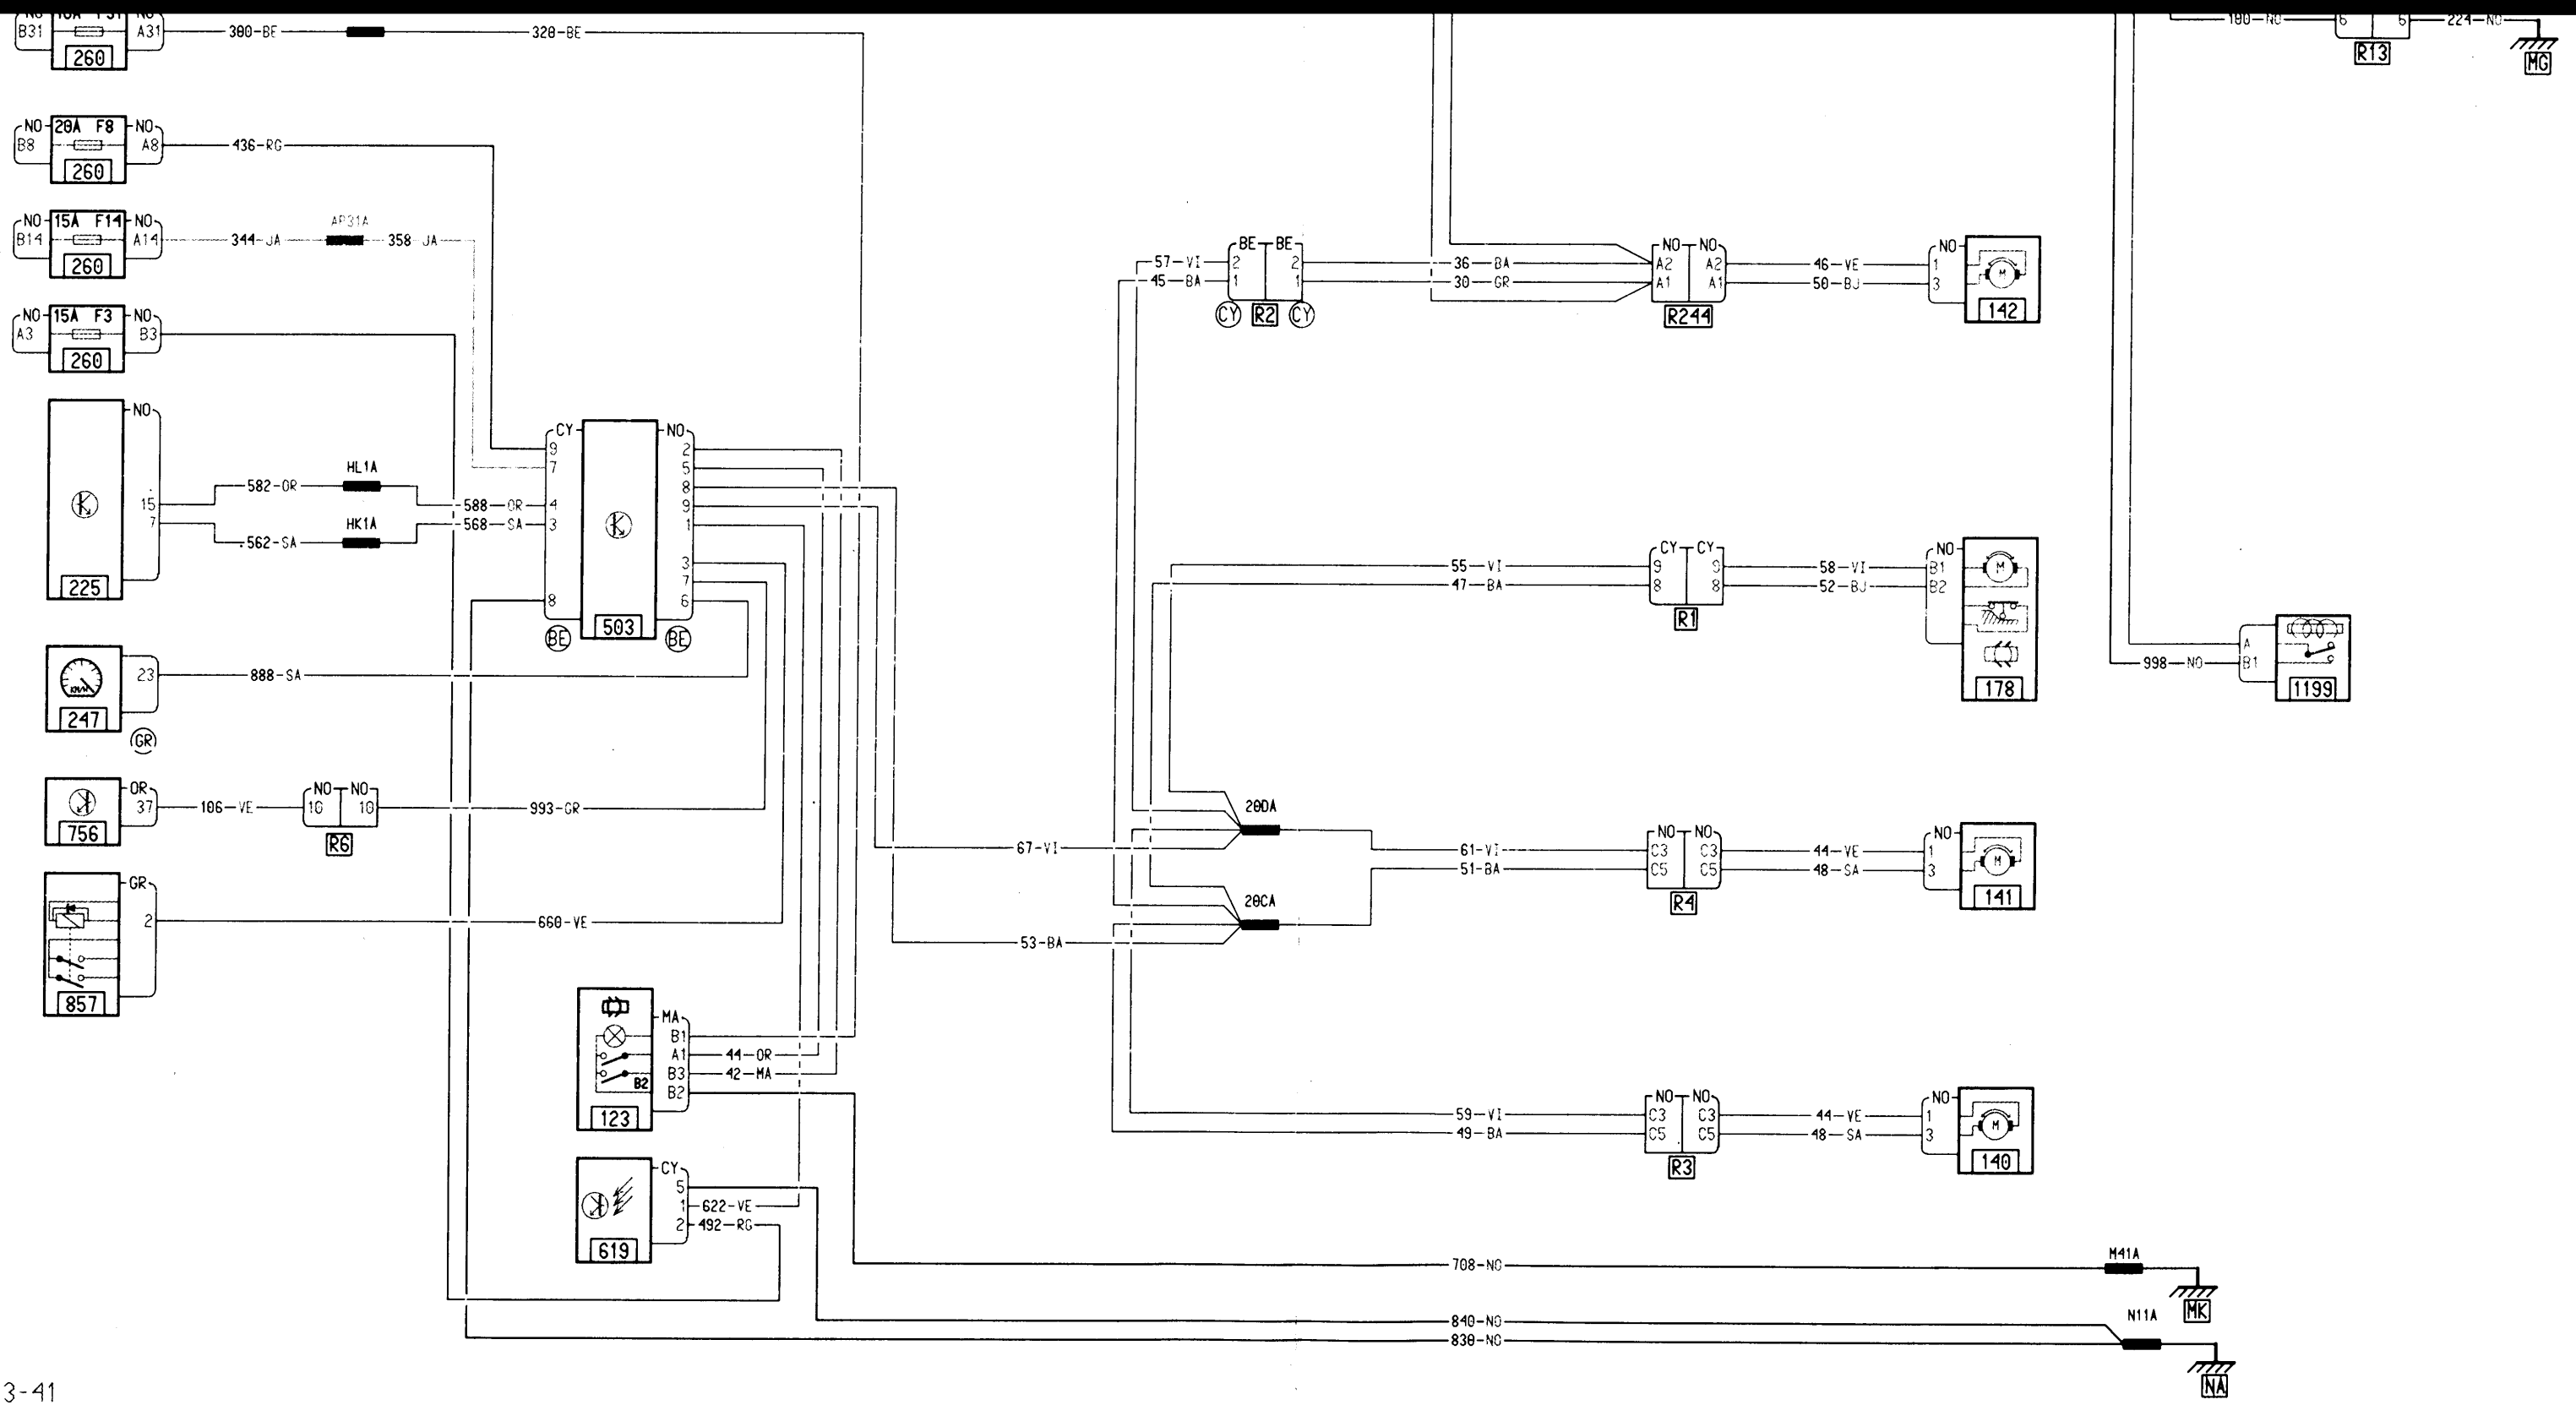 B31 A31 380-BE 320-BE
260
180-NO 6 6 224-NO
R13
MG
NO 20A F8 NO
B8 A8 436-RG
260
NO 15A F14 NO AP31A
B14 A14 344-JA 358-JA
260
NO 15A F3 NO
A3 B3
260
BE BE
57-VI 2 2 36-BA
45-BA 1 1 30-GR
CY R2 CY
NO NO
A2 A2 46-VE
A1 A1 50-BJ
R244
NO
1
3
142
NO
15
7
225
HL1A
582-OR 588-OR
HK1A
562-SA 568-SA
CY NO
9 2
7 5
8
4 9
3 1
3
7
8 6
BE 503 BE
55-VI
47-BA
CY CY
9 9 58-VI
8 8 52-BJ
R1
NO
B1
B2
M
178
A
998-NO B1
1199
KM/H
23
247
888-SA
GR
OR
37
756
106-VE
NO NO
10 10
R6
993-GR
GR
2
857
660-VE
67-VI
20DA
20CA
53-BA
61-VI
51-BA
NO NO
C3 C3 44-VE
C5 C5 48-SA
R4
NO
1
3
M
141
MA
B1
A1 44-OR
B3 42-MA
B2 B2
123
59-VI
49-BA
NO NO
C3 C3 44-VE
C5 C5 48-SA
R3
NO
1
3
M
140
CY
5
1 622-VE
2 492-RG
619
708-NO M41A
MK
840-NO N11A
830-NO
NA
3-41